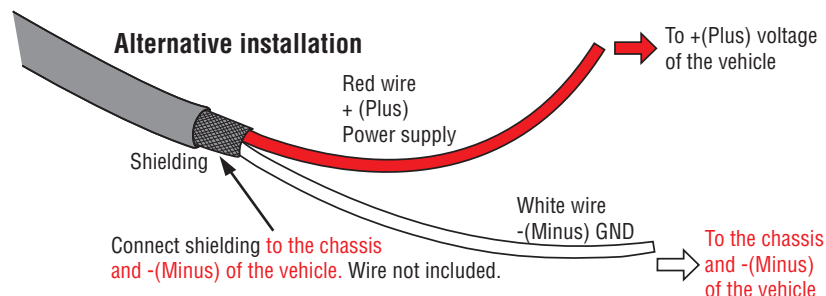 Alternative installation
To +(Plus) voltage
of the vehicle
Red wire
+ (Plus)
Power supply
Shielding
White wire
-(Minus) GND
Connect shielding to the chassis
and -(Minus) of the vehicle. Wire not included.
To the chassis
and -(Minus)
of the vehicle